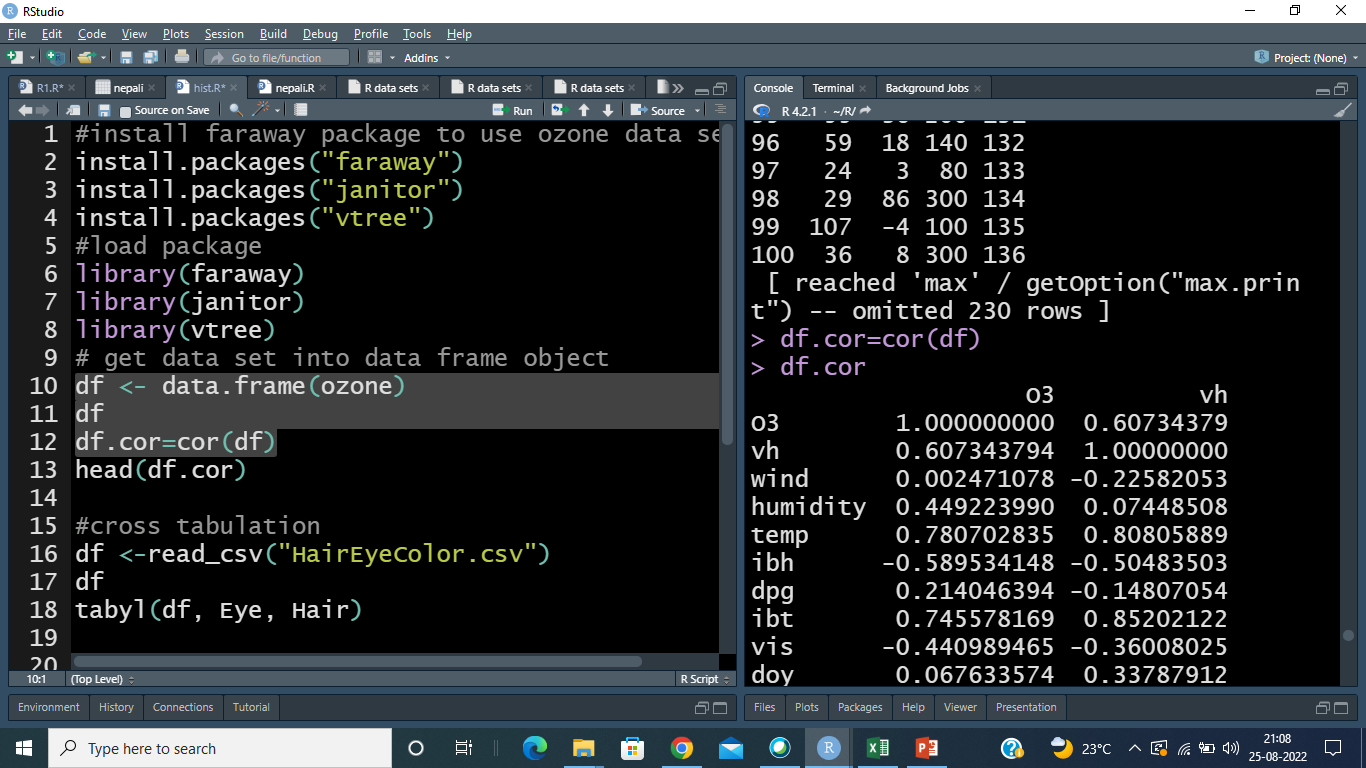 RStudio
File Edit Code View Plots Session Build Debug Profile Tools Help
Go to file/function Addins Project: (None)
R1.R* nepali hist.R* nepali.R R data sets R data sets R data sets
Source on Save Run Source
1 #install faraway package to use ozone data se
2 install.packages("faraway")
3 install.packages("janitor")
4 install.packages("vtree")
5 #load package
6 library(faraway)
7 library(janitor)
8 library(vtree)
9 # get data set into data frame object
10 df <- data.frame(ozone)
11 df
12 df.cor=cor(df)
13 head(df.cor)
14
15 #cross tabulation
16 df <-read_csv("HairEyeColor.csv")
17 df
18 tabyl(df, Eye, Hair)
19
20
10:1 (Top Level) R Script
Environment History Connections Tutorial
Console Terminal Background Jobs
R 4.2.1 · ~/R/
96 59 18 140 132
97 24 3 80 133
98 29 86 300 134
99 107 -4 100 135
100 36 8 300 136
[ reached 'max' / getOption("max.prin
t") -- omitted 230 rows ]
> df.cor=cor(df)
> df.cor
O3 vh
O3 1.000000000 0.60734379
vh 0.607343794 1.00000000
wind 0.002471078 -0.22582053
humidity 0.449223990 0.07448508
temp 0.780702835 0.80805889
ibh -0.589534148 -0.50483503
dpg 0.214046394 -0.14807054
ibt 0.745578169 0.85202122
vis -0.440989465 -0.36008025
doy 0.067633574 0.33787912
Files Plots Packages Help Viewer Presentation
Type here to search
23°C
21:08
25-08-2022